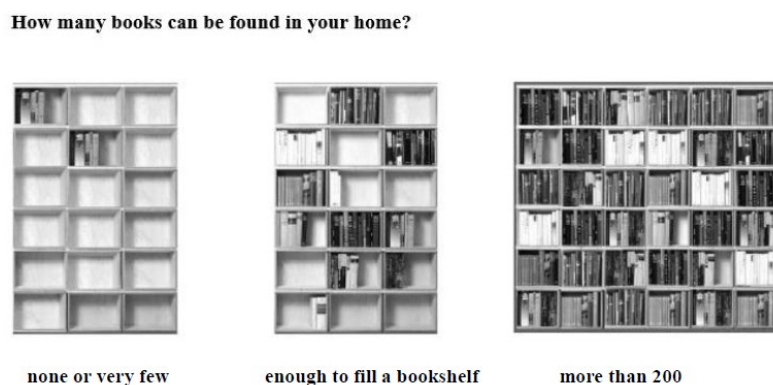 How many books can be found in your home?
none or very few
enough to fill a bookshelf
more than 200